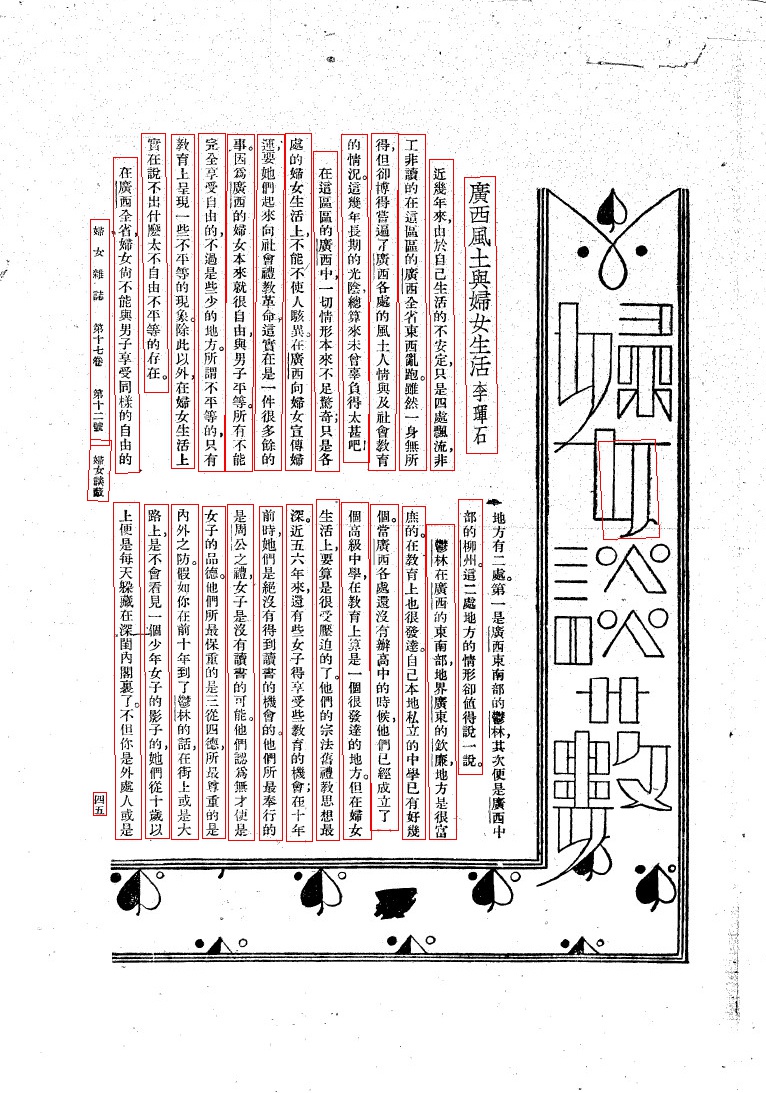 婦女談藪
廣西風土與婦女生活 李琿石
近幾年來,由於自己生活的不安定只是四處飄流,非
工非讀的在這區區的廣西全省東西亂跑。雖然一身無所
得,但卻博得嘗遍了廣西各處的風土人情與及社會教育
的情況。這幾年長期的光陰總算來未曾辜負得太甚吧!
在這區區的廣西中,一切情形本來不足驚奇;只是各
處的婦女生活上,不能不使人駭異。在廣西向婦女宣傳婦
運,要她們起來向社會禮教革命,這實在是一件很多餘的
事。因爲廣西的婦女本來就很自由,與男子平等。所有不能
完全享受自由的,不過是些少的地方。所謂不平等的,只有
敎育上呈現一些不平等的現象。除此以外,在婦女生活上
實在說不出什麼太不自由不平等的存在。
在廣西全省婦女尙不能與男子享受同樣的自由的
地方有二處。第一是廣西東南部的鬱林,其次便是廣西中
部的柳州。這二處地方的情形卻値得說一說。
鬱林在廣西的東南部,地界廣東的欽廉,地方是很富
庶的。在敎育上也很發達。自己本地私立的中學已有好幾
個。當廣西各處還沒有辦高中的時候,他們已經成立了一
個高級中學,在敎育上算是一個很發達的地方。但在婦女
生活上,要算是很受壓迫的了。他們的宗法舊禮敎思想最
深。近五六年來,還有些女子得享受些敎育的機會;在十年
前時,她們是絕沒有得到讀書的機會的。他們所最奉行的
是周公之禮,女子是沒有讀書的可能。他們認爲無才便是
女子的品德。他們所最保重的是三從四德,所最尊重的是
內外之防。假如你在前十年到了鬱林的話,在街上或是大
路上是不會看見一個少年女子的影子的,她們從十歲以
上便是每天躲藏在深閨內閣裏了。不但你是外處人或是
婦女雜誌 第十七卷 第十二號 婦女談藪
四五